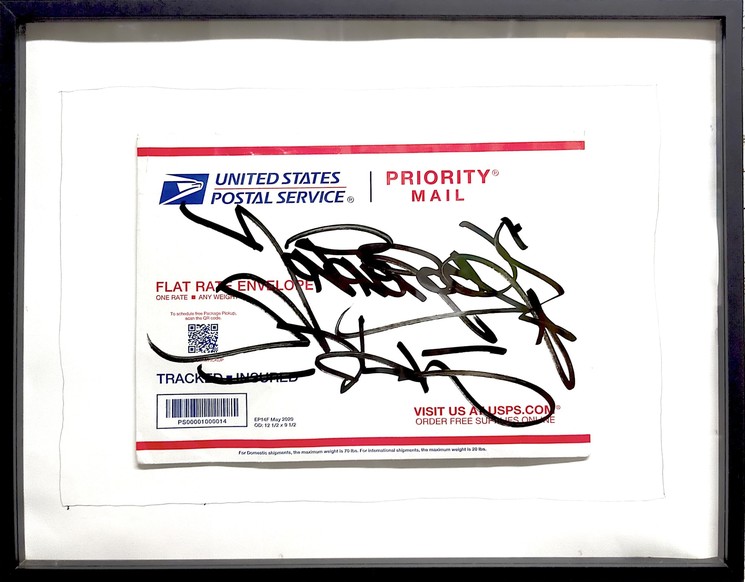 UNITED STATES
POSTAL SERVICE®
PRIORITY®
MAIL
FLAT RATE ENVELOPE
ONE RATE ■ ANY WEIGHT
To schedule free Package Pickup,
scan the QR code.
TRACKED ■ INSURED
PS00001000014
EP14F May 2020
OD: 12 1/2 x 9 1/2
VISIT US AT USPS.COM®
ORDER FREE SUPPLIES ONLINE
For Domestic shipments, the maximum weight is 70 lbs. For international shipments, the maximum weight is 20 lbs.